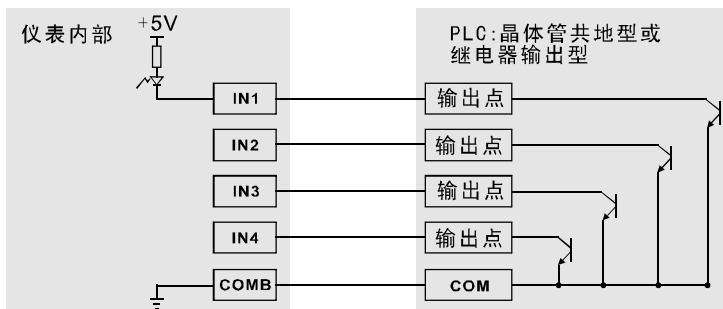 仪表内部
+5V
PLC:晶体管共地型或
继电器输出型
IN1
输出点
IN2
输出点
IN3
输出点
IN4
输出点
COMB
COM